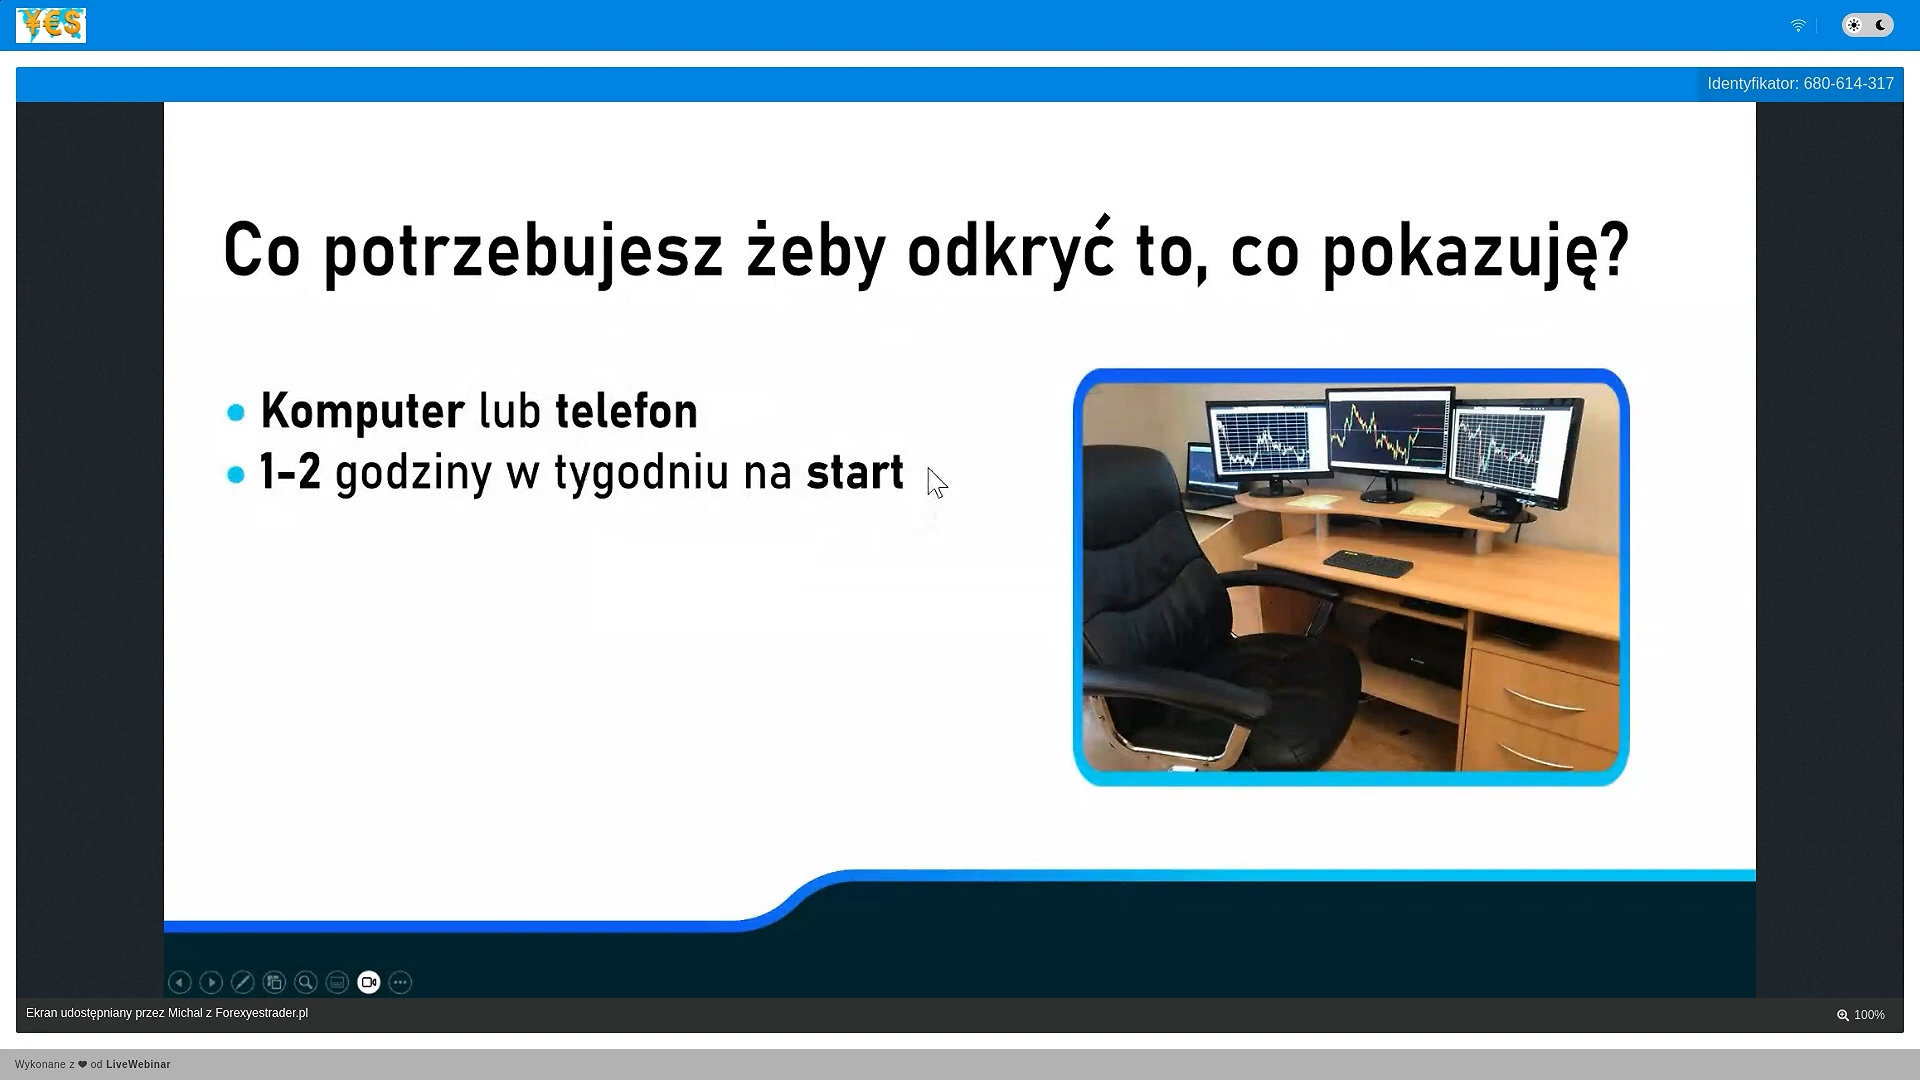 ¥€$
Identyfikator: 680-614-317
Co potrzebujesz żeby odkryć to, co pokazuję?
Komputer lub telefon
1-2 godziny w tygodniu na start
Ekran udostępniany przez Michal z Forexyestrader.pl
100%
Wykonane z ❤ od LiveWebinar